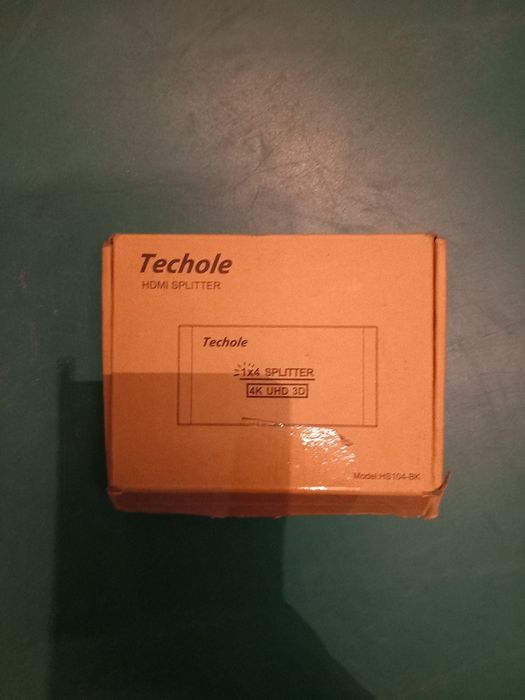 Techole
HDMI SPLITTER
Techole
1x4 SPLITTER
4K UHD 3D
Model:HS104-BK